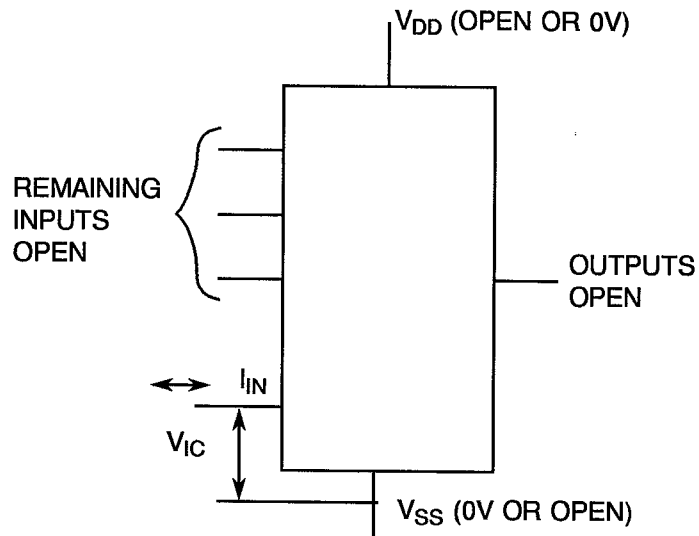 VDD (OPEN OR 0V)
REMAINING
INPUTS
OPEN
OUTPUTS
OPEN
IIN
VIC
VSS (0V OR OPEN)